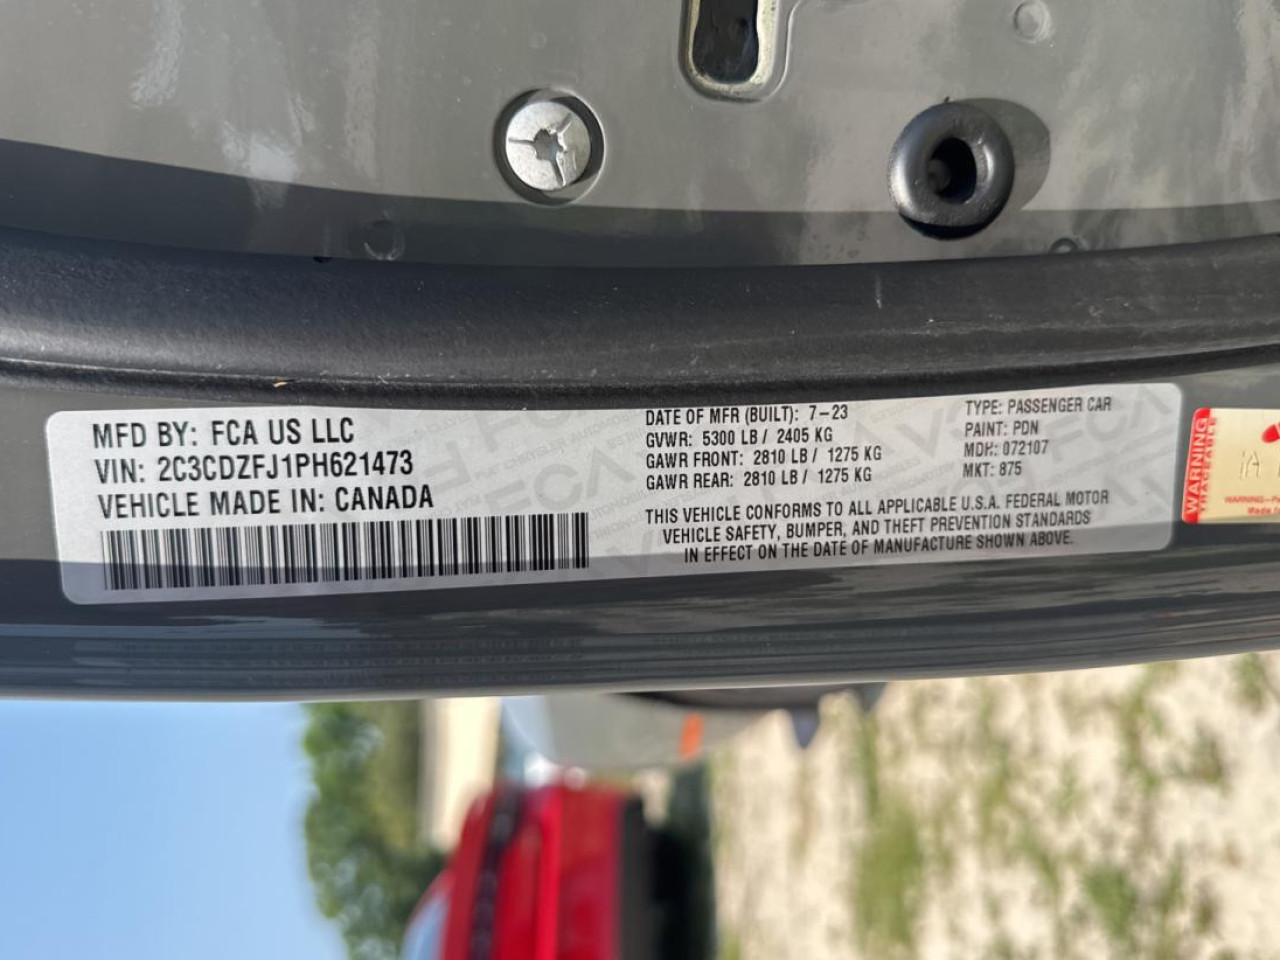 MFD BY: FCA US LLC
VIN: 2C3CDZFJ1PH621473
VEHICLE MADE IN: CANADA
DATE OF MFR (BUILT): 7-23
GVWR: 5300 LB / 2405 KG
GAWR FRONT: 2810 LB / 1275 KG
GAWR REAR: 2810 LB / 1275 KG
TYPE: PASSENGER CAR
PAINT: PDN
MDH: 072107
MKT: 875
THIS VEHICLE CONFORMS TO ALL APPLICABLE U.S.A. FEDERAL MOTOR
VEHICLE SAFETY, BUMPER, AND THEFT PREVENTION STANDARDS
IN EFFECT ON THE DATE OF MANUFACTURE SHOWN ABOVE.
WARNING
TRACEABLE
WARNING
Made